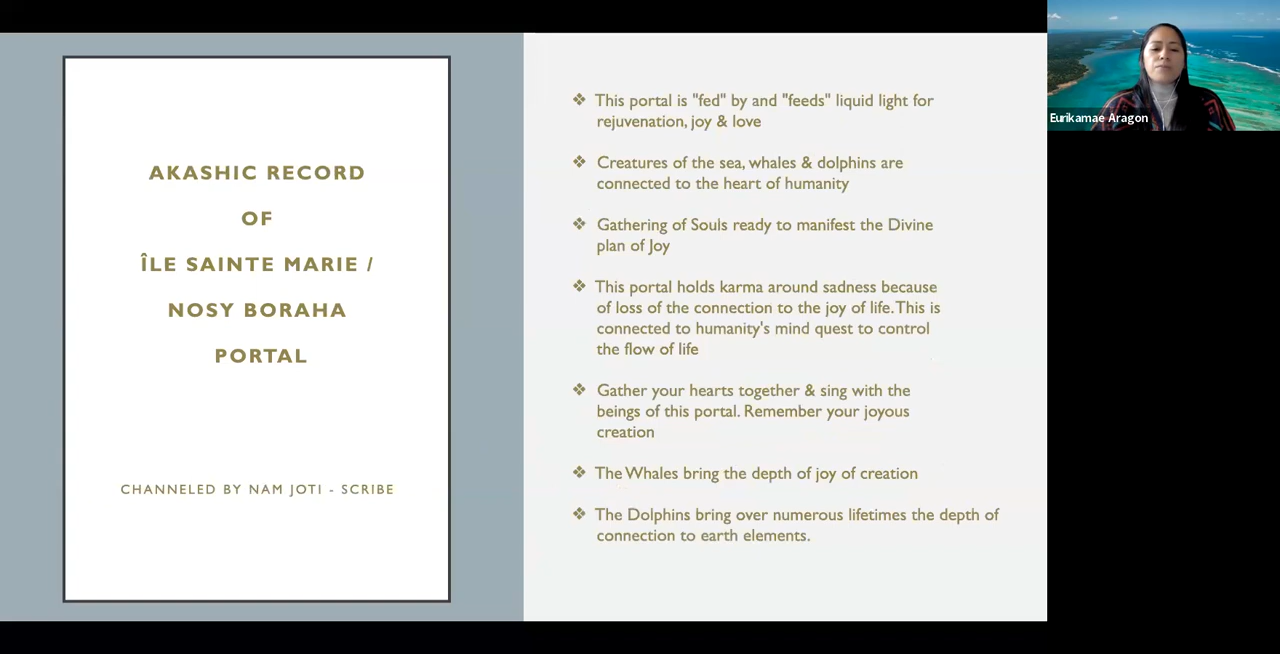 AKASHIC RECORD
OF
ÎLE SAINTE MARIE /
NOSY BORAHA
PORTAL
CHANNELED BY NAM JOTI - SCRIBE
❖ This portal is "fed" by and "feeds" liquid light for
rejuvenation, joy & love
❖ Creatures of the sea, whales & dolphins are
connected to the heart of humanity
❖ Gathering of Souls ready to manifest the Divine
plan of Joy
❖ This portal holds karma around sadness because
of loss of the connection to the joy of life. This is
connected to humanity's mind quest to control
the flow of life
❖ Gather your hearts together & sing with the
beings of this portal. Remember your joyous
creation
❖ The Whales bring the depth of joy of creation
❖ The Dolphins bring over numerous lifetimes the depth of
connection to earth elements.
Eurikamae Aragon